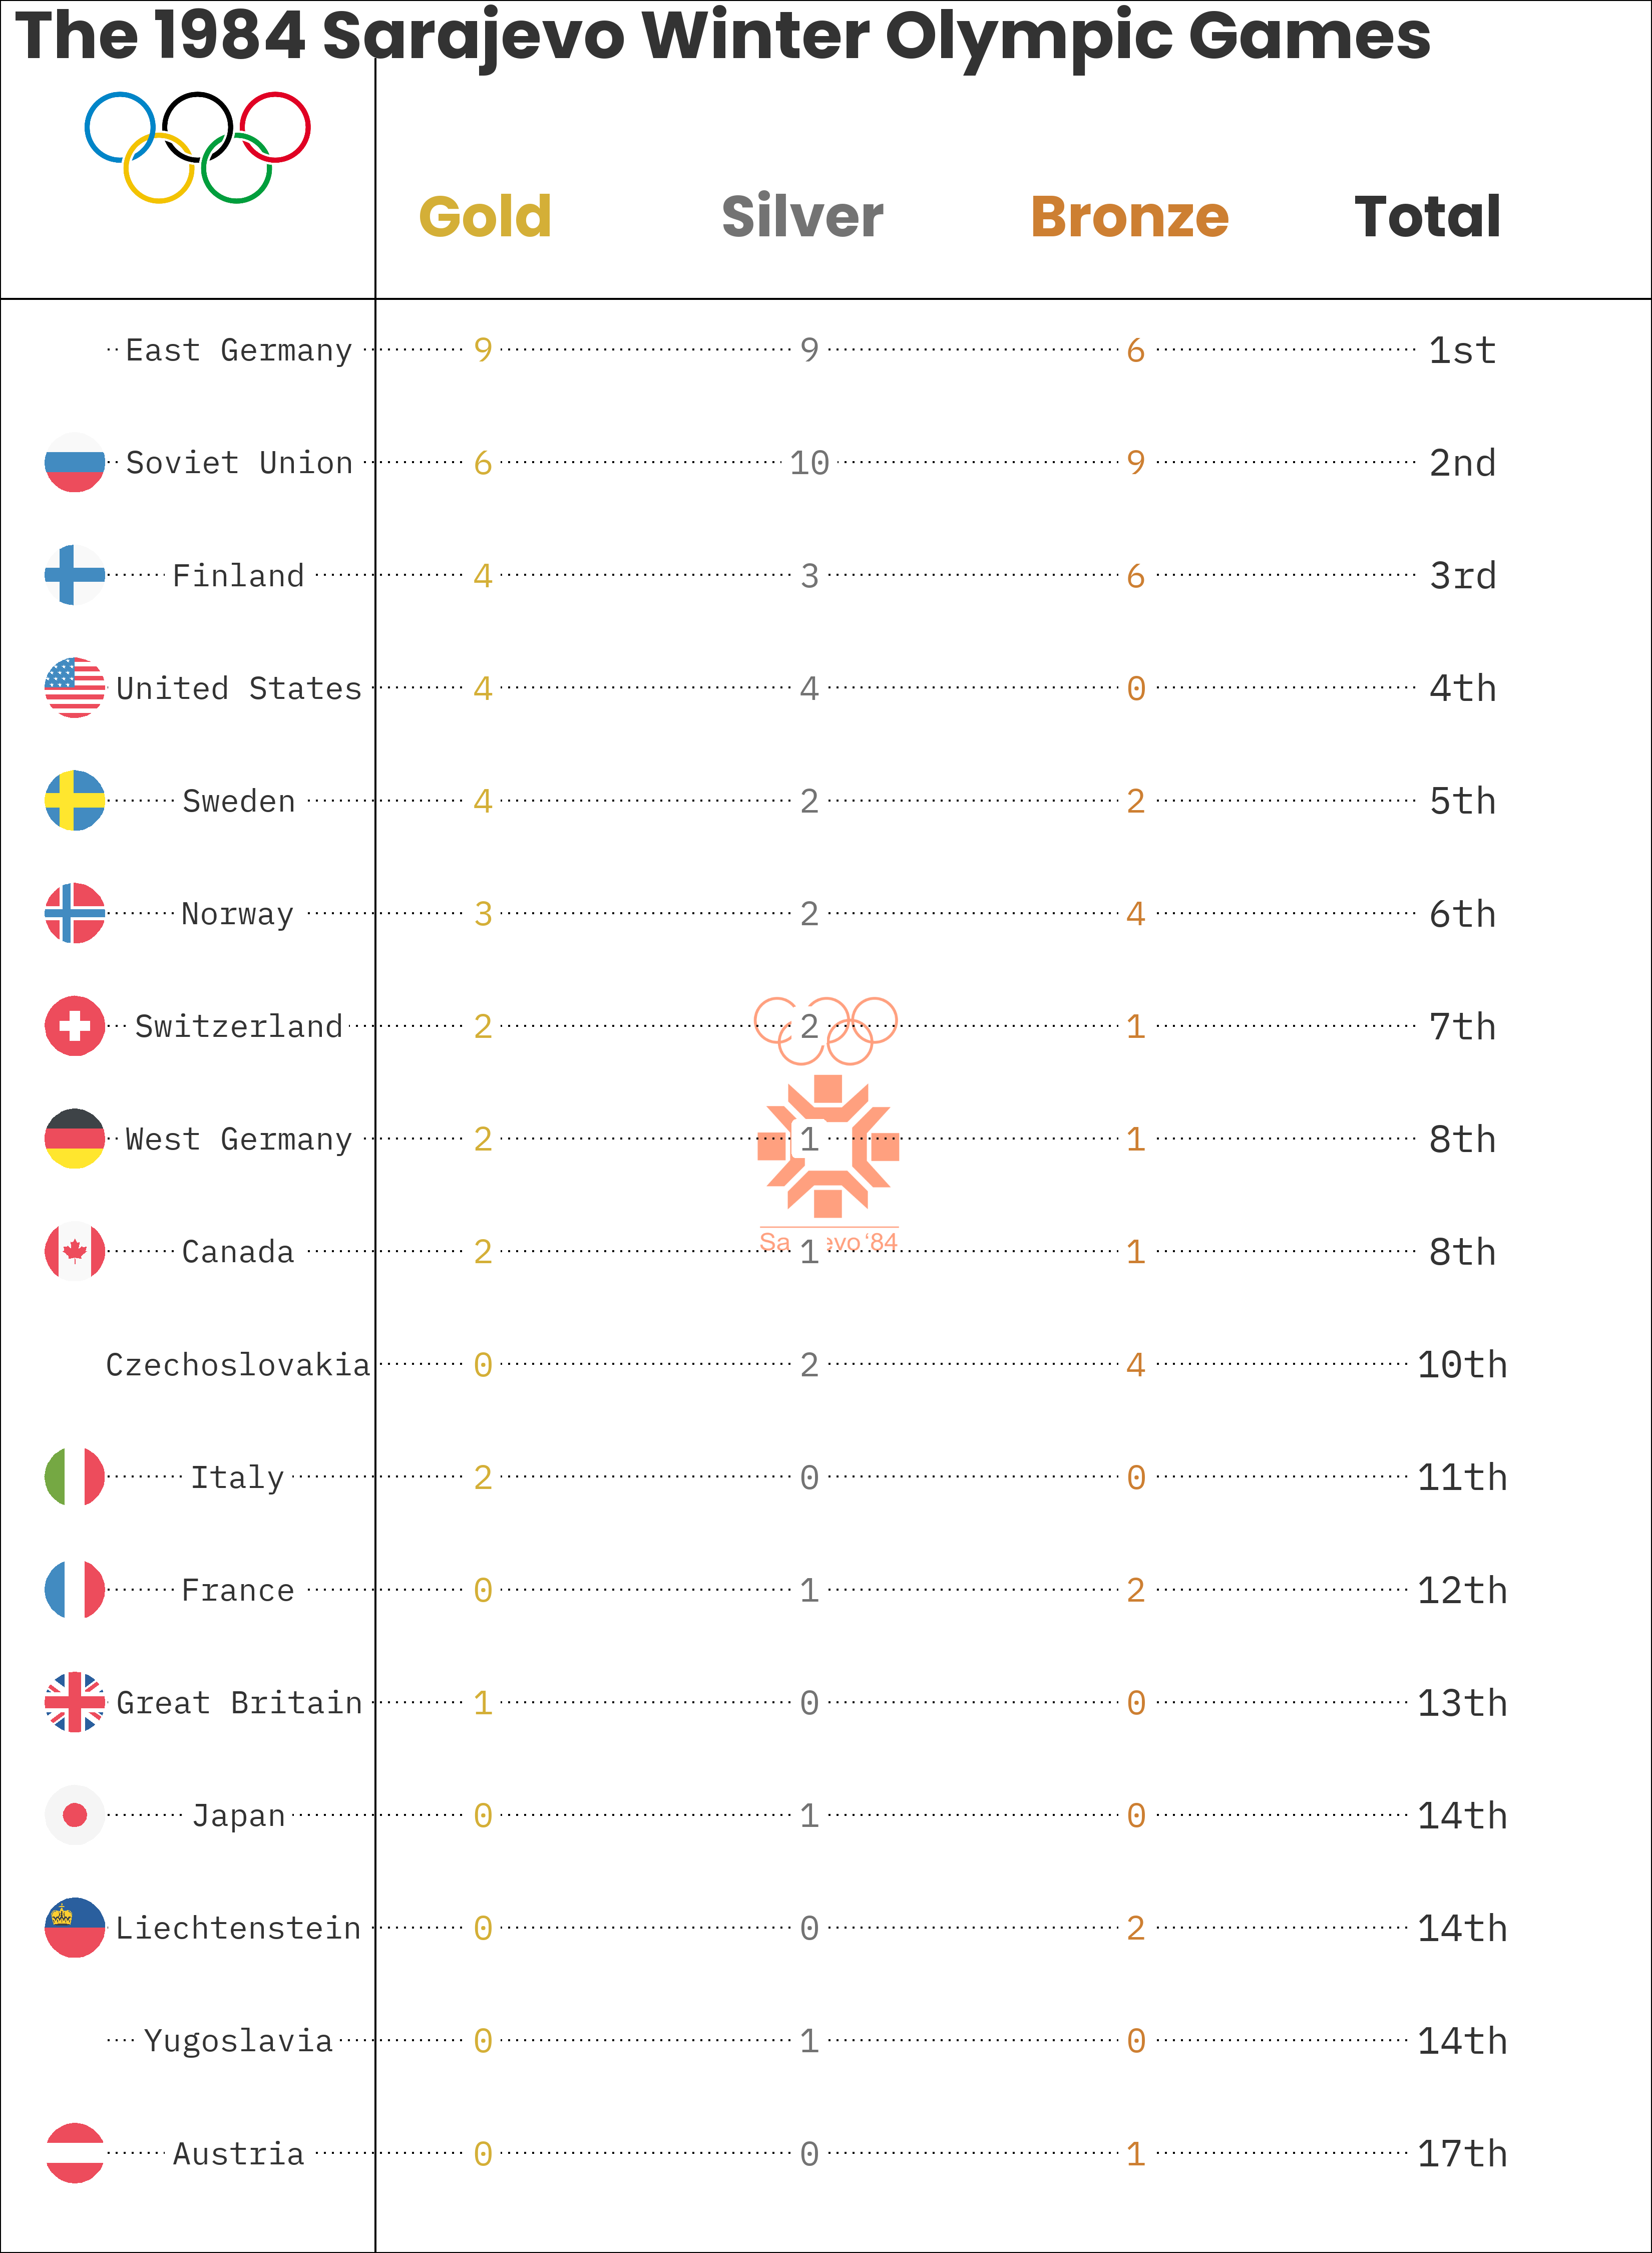 The 1984 Sarajevo Winter Olympic Games
Gold Silver Bronze Total
East Germany 9 9 6 1st
Soviet Union 6 10 9 2nd
Finland 4 3 6 3rd
United States 4 4 0 4th
Sweden 4 2 2 5th
Norway 3 2 4 6th
Switzerland 2 2 1 7th
West Germany 2 1 1 8th
Sa evo ‘84
Canada 2 1 1 8th
Czechoslovakia 0 2 4 10th
Italy 2 0 0 11th
France 0 1 2 12th
Great Britain 1 0 0 13th
Japan 0 1 0 14th
Liechtenstein 0 0 2 14th
Yugoslavia 0 1 0 14th
Austria 0 0 1 17th